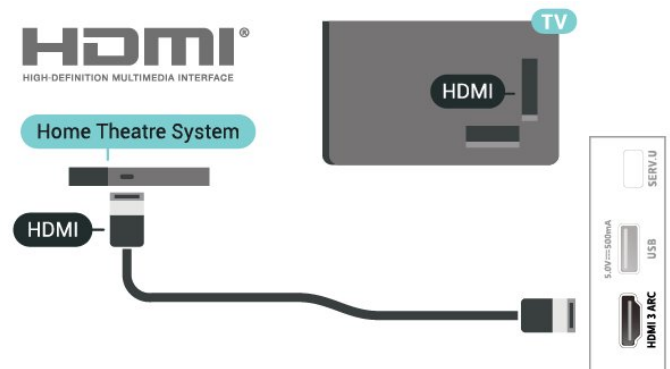 HDMI®
HIGH-DEFINITION MULTIMEDIA INTERFACE
TV
HDMI
Home Theatre System
HDMI
SERV.U
5.0V⎓500mA
USB
HDMI 3 ARC